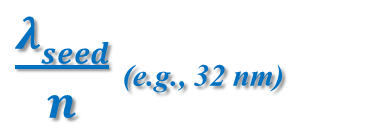 λseed
n (e.g., 32 nm)